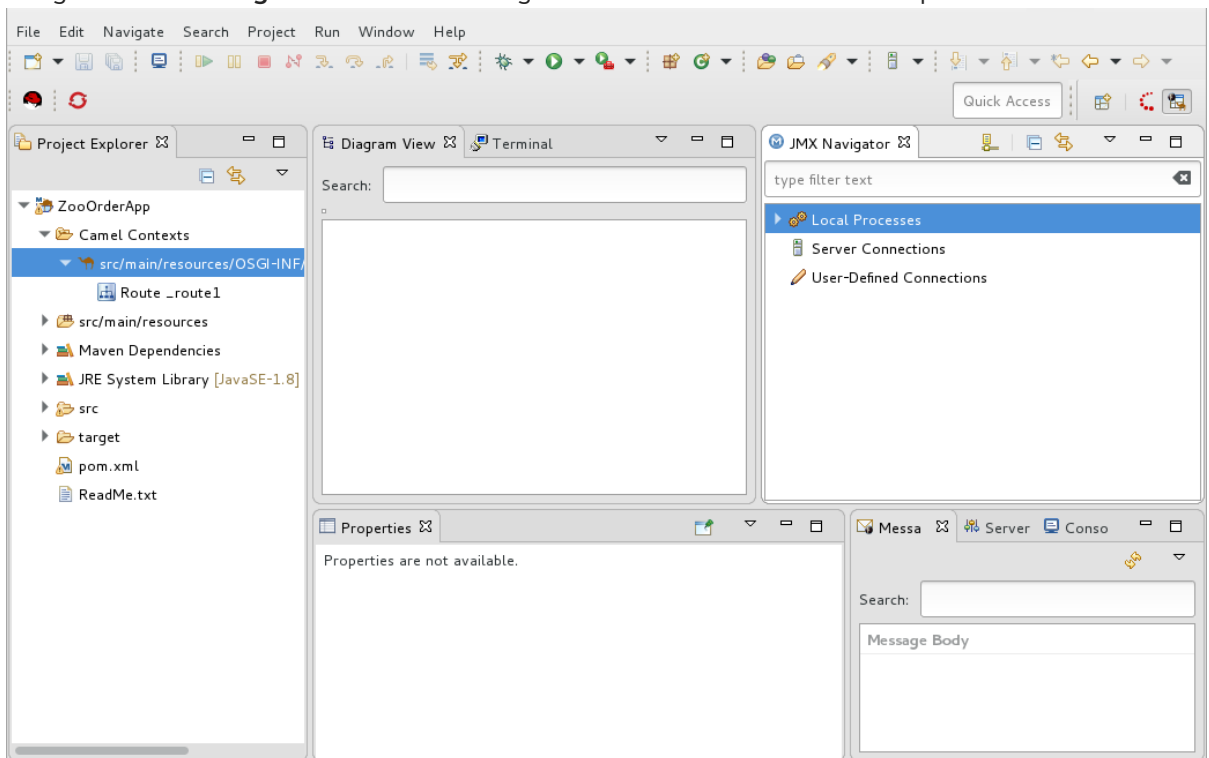 File Edit Navigate Search Project Run Window Help
Quick Access
Project Explorer
ZooOrderApp
Camel Contexts
src/main/resources/OSGI-INF/
Route _route1
src/main/resources
Maven Dependencies
JRE System Library [JavaSE-1.8]
src
target
pom.xml
ReadMe.txt
Diagram View Terminal
Search:
JMX Navigator
type filter text
Local Processes
Server Connections
User-Defined Connections
Properties
Properties are not available.
Messa Server Conso
Search:
Message Body